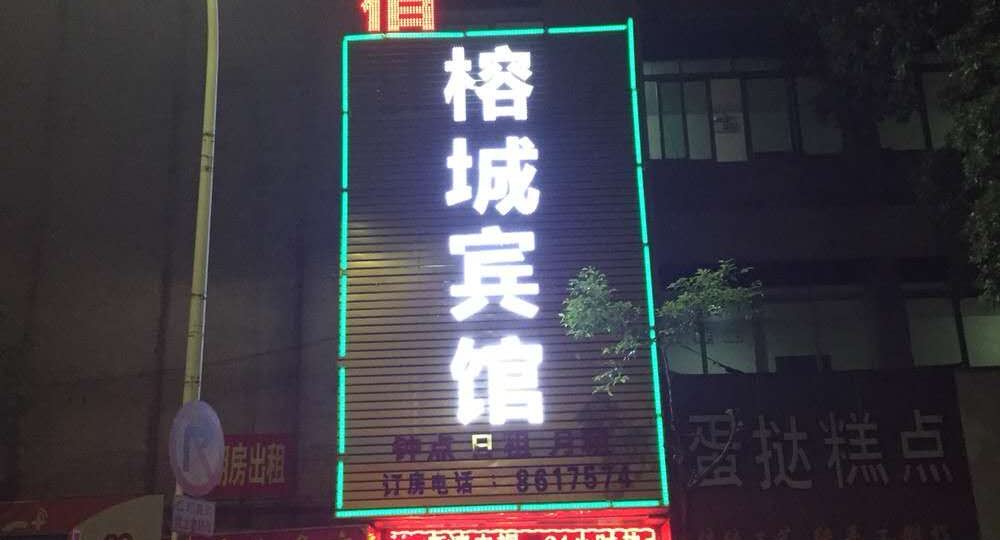 宿
榕城宾馆
钟点 日租 月租
订房电话：8617574
房出租
蛋挞糕点